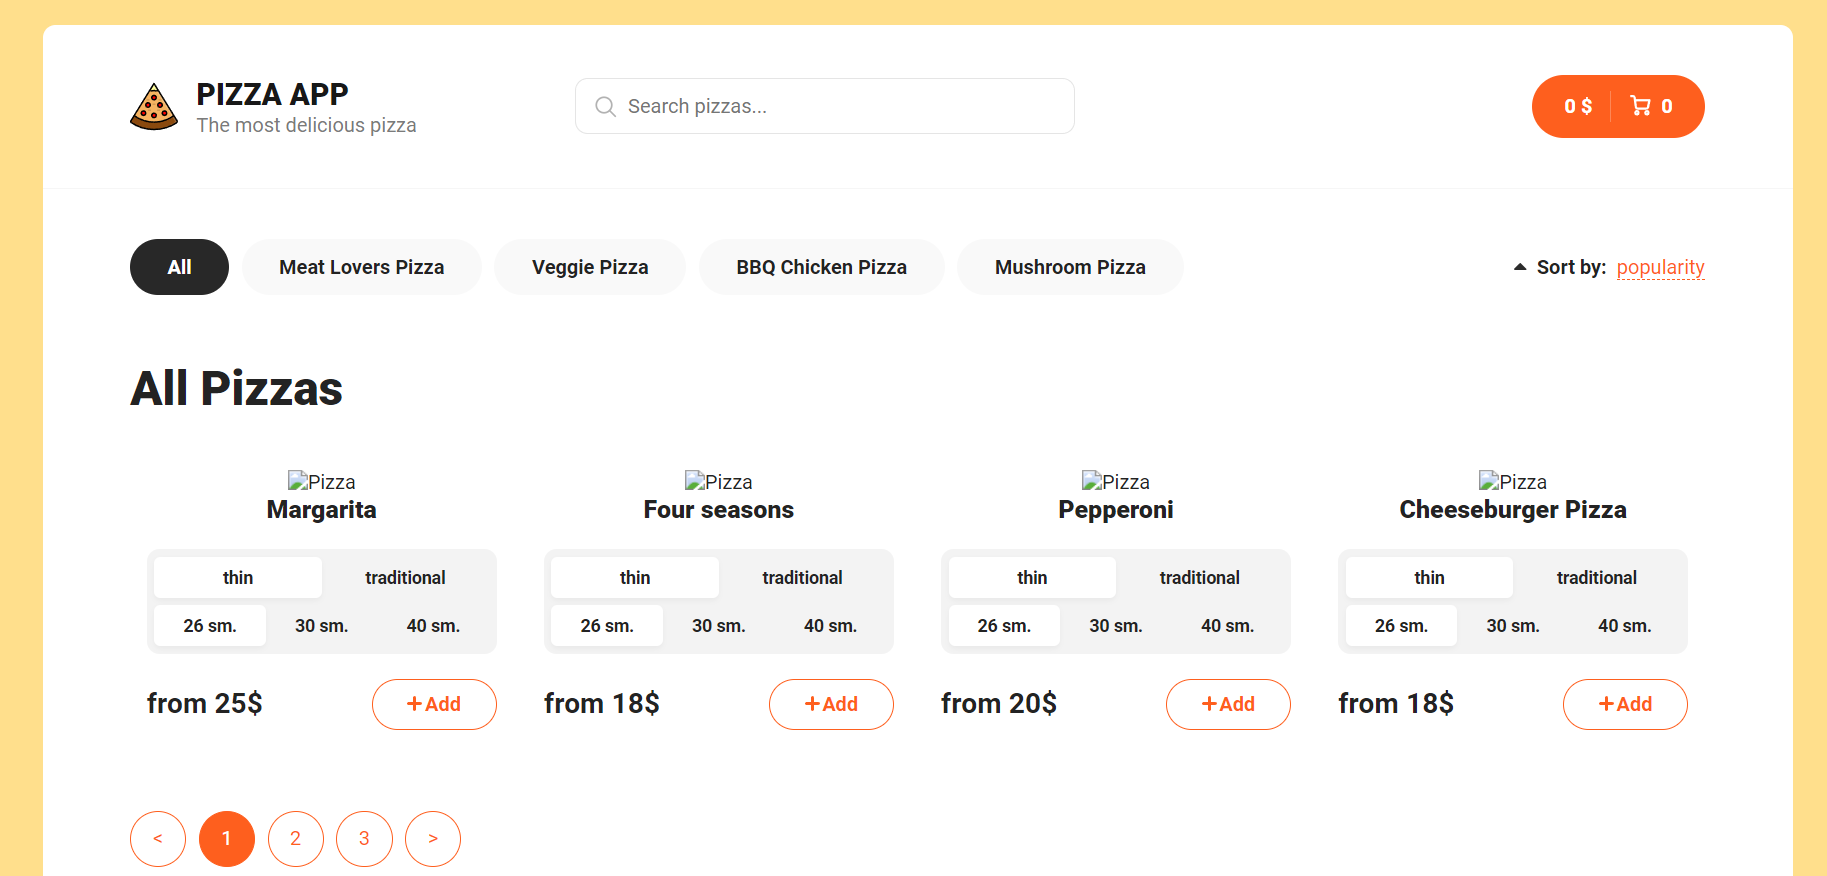 PIZZA APP
The most delicious pizza
Search pizzas...
0 $ 0
All Meat Lovers Pizza Veggie Pizza BBQ Chicken Pizza Mushroom Pizza Sort by: popularity
All Pizzas
Pizza Pizza Pizza Pizza
Margarita Four seasons Pepperoni Cheeseburger Pizza
thin traditional thin traditional thin traditional thin traditional
26 sm. 30 sm. 40 sm. 26 sm. 30 sm. 40 sm. 26 sm. 30 sm. 40 sm. 26 sm. 30 sm. 40 sm.
from 25$ +Add from 18$ +Add from 20$ +Add from 18$ +Add
< 1 2 3 >